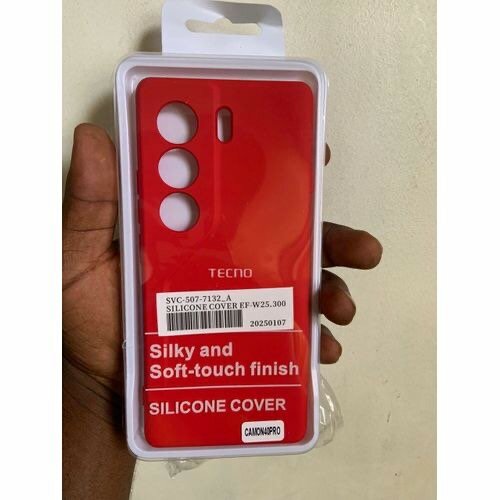 TECNO
SVC-507-7132_A
SILICONE COVER EF-W25.300
20250107
Silky and
Soft-touch finish
SILICONE COVER
CAMON40PRO